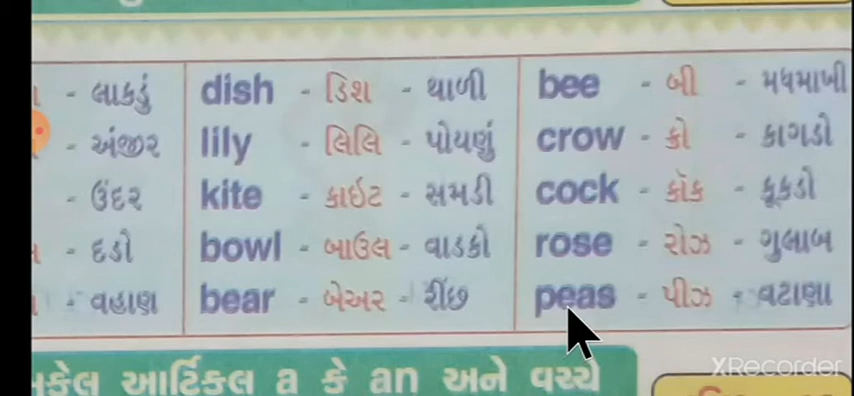 - લાકડું dish - ડિશ - થાળી bee - બી - મધમાખી
- અંજીર lily - લિલિ - પોયણું crow - ક્રો - કાગડો
- ઉંદર kite - કાઇટ - સમડી cock - કૉક - કૂકડો
- દડો bowl - બાઉલ - વાડકો rose - રોઝ - ગુલાબ
- વહાણ bear - બેઅર - રીંછ peas - પીઝ - વટાણા
આર્ટિકલ a કે an અને વચ્ચે
XRecorder